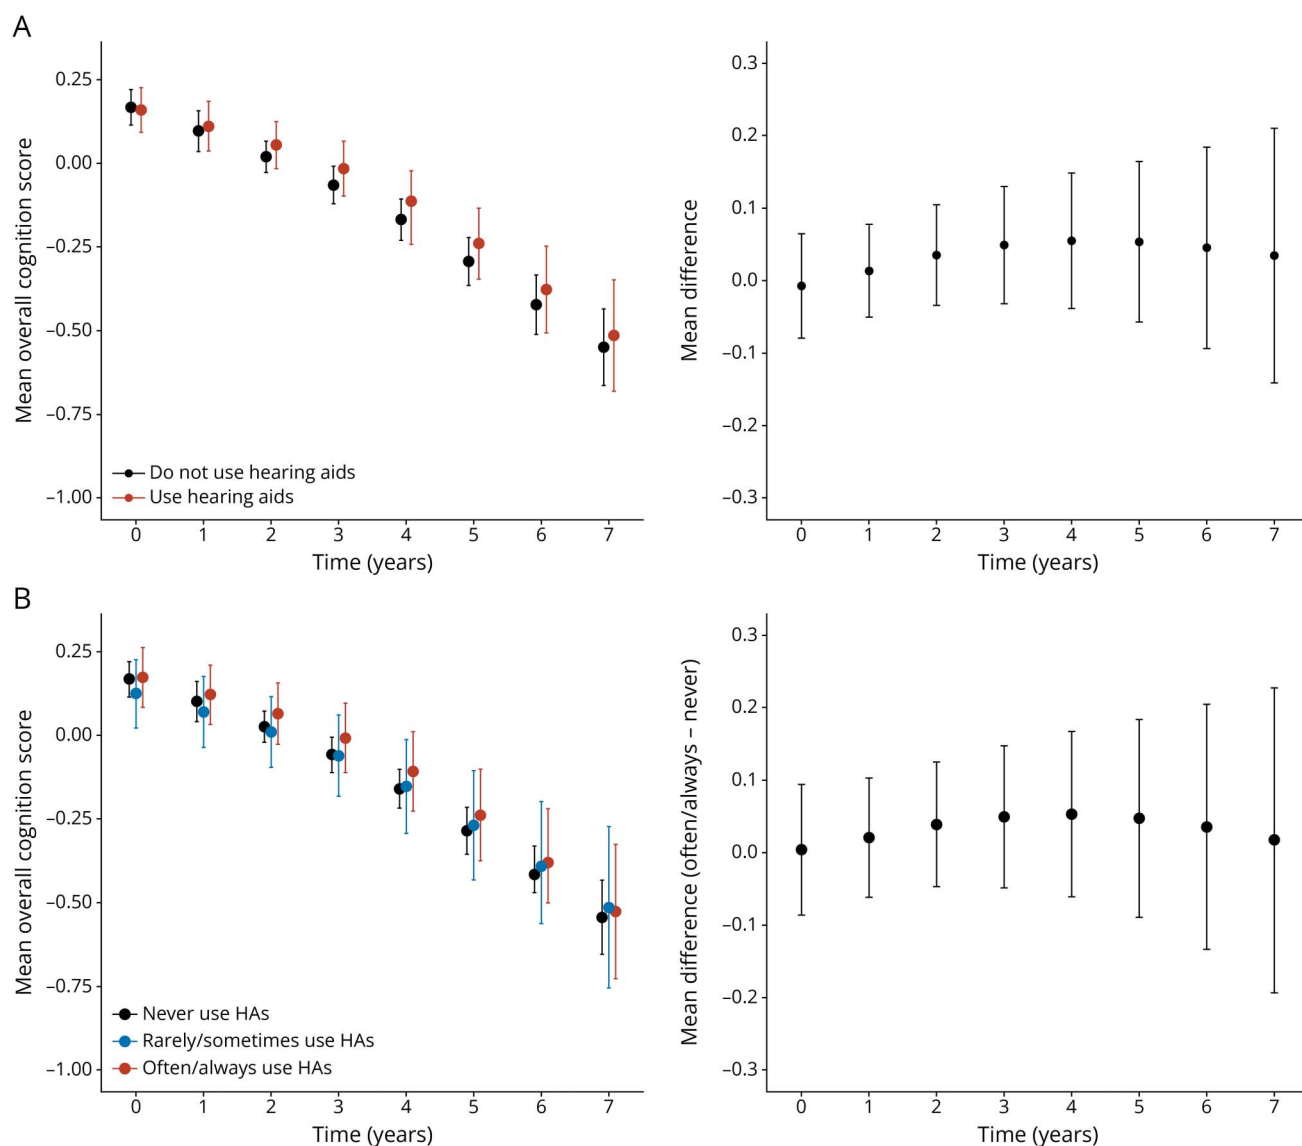 A
Mean overall cognition score
0.25
0.00
–0.25
–0.50
–0.75
–1.00
Do not use hearing aids
Use hearing aids
0 1 2 3 4 5 6 7
Time (years)
Mean difference
0.3
0.2
0.1
0.0
–0.1
–0.2
–0.3
0 1 2 3 4 5 6 7
Time (years)
B
Mean overall cognition score
0.25
0.00
–0.25
–0.50
–0.75
–1.00
Never use HAs
Rarely/sometimes use HAs
Often/always use HAs
0 1 2 3 4 5 6 7
Time (years)
Mean difference (often/always – never)
0.3
0.2
0.1
0.0
–0.1
–0.2
–0.3
0 1 2 3 4 5 6 7
Time (years)